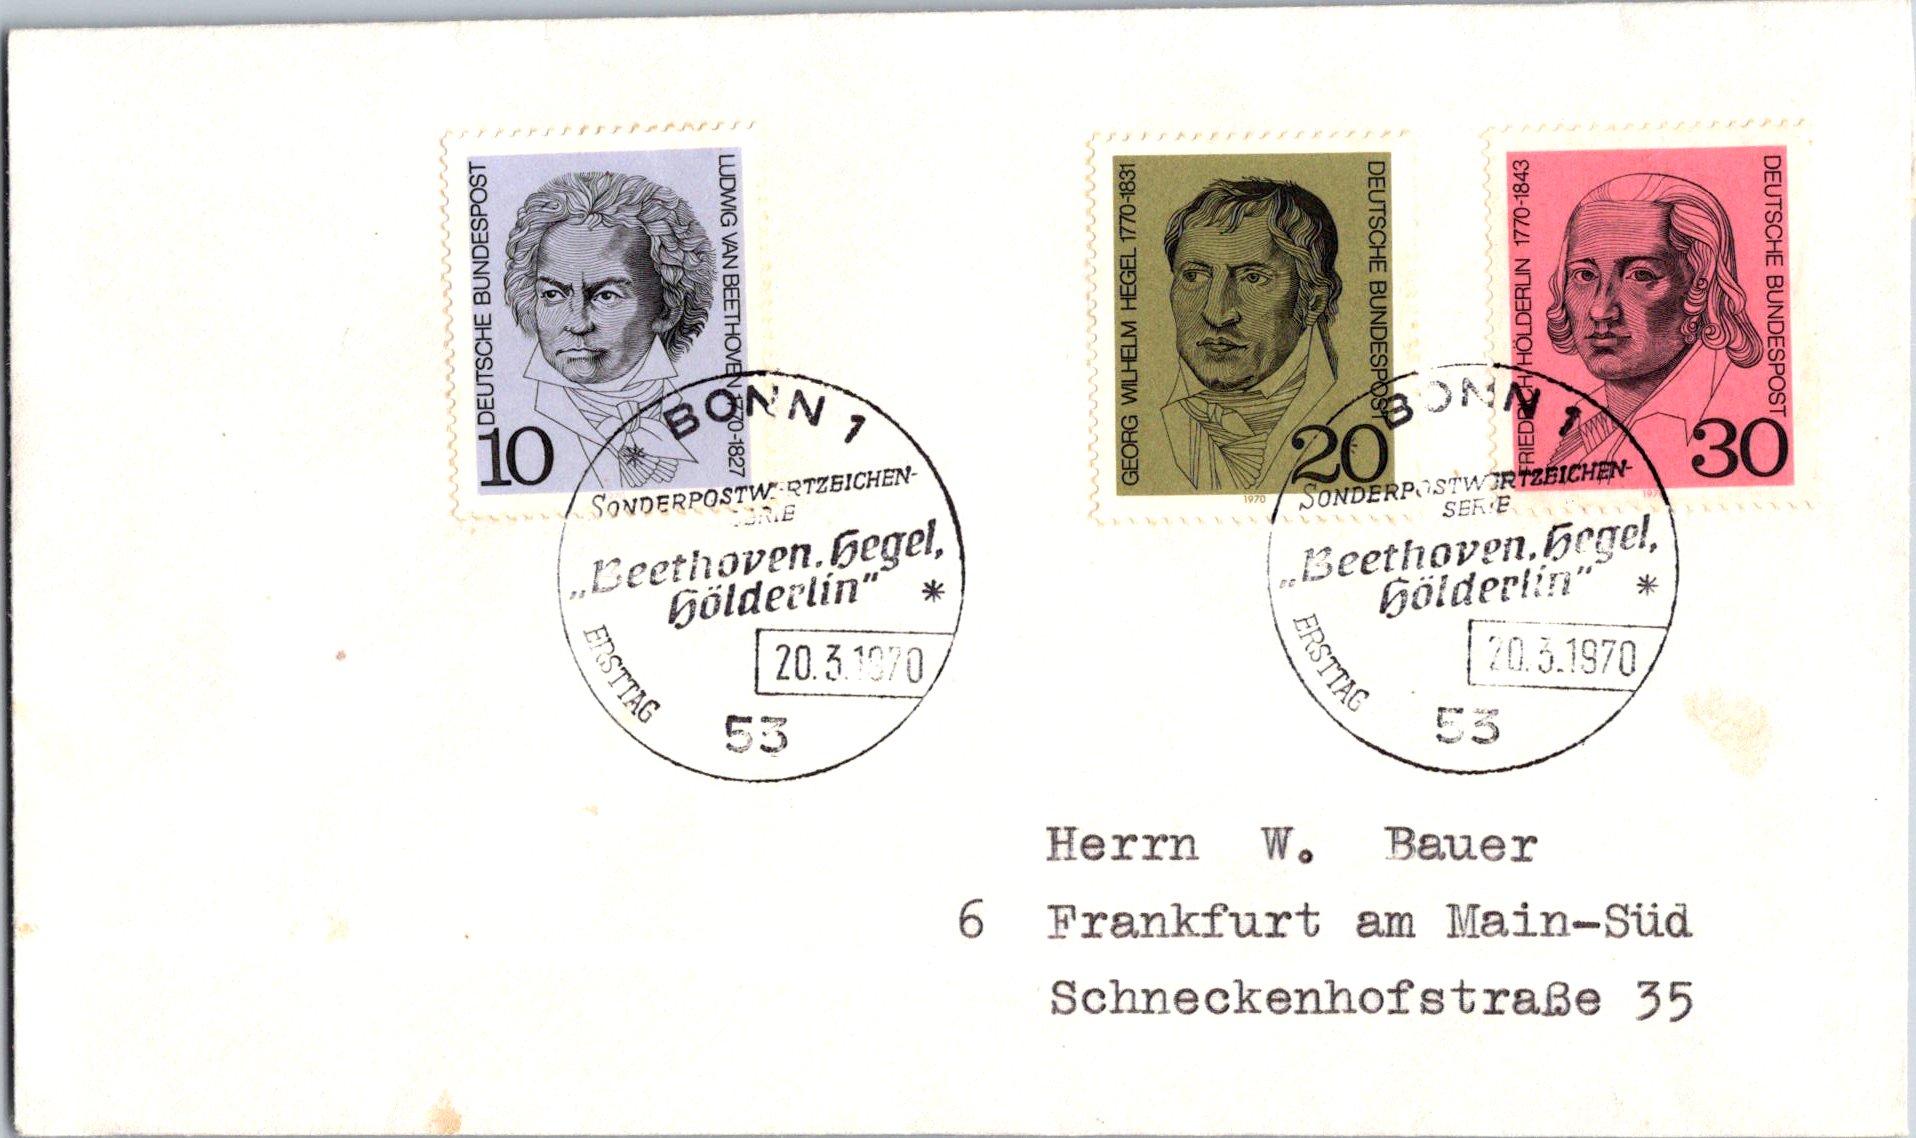 DEUTSCHE BUNDESPOST
LUDWIG VAN BEETHOVEN 1770-1827
10
GEORG WILHELM HEGEL 1770-1831
DEUTSCHE BUNDESPOST
20
1970
FRIEDRICH HÖLDERLIN 1770-1843
DEUTSCHE BUNDESPOST
30
BONN 1
SONDERPOSTWERTZEICHEN-
SERIE
„Beethoven, Hegel,
Hölderlin“ *
ERSTTAG
20.3.1970
53
BONN 1
SONDERPOSTWERTZEICHEN-
SERIE
„Beethoven, Hegel,
Hölderlin“ *
ERSTTAG
20.3.1970
53
Herrn W. Bauer
6 Frankfurt am Main-Süd
Schneckenhofstraße 35